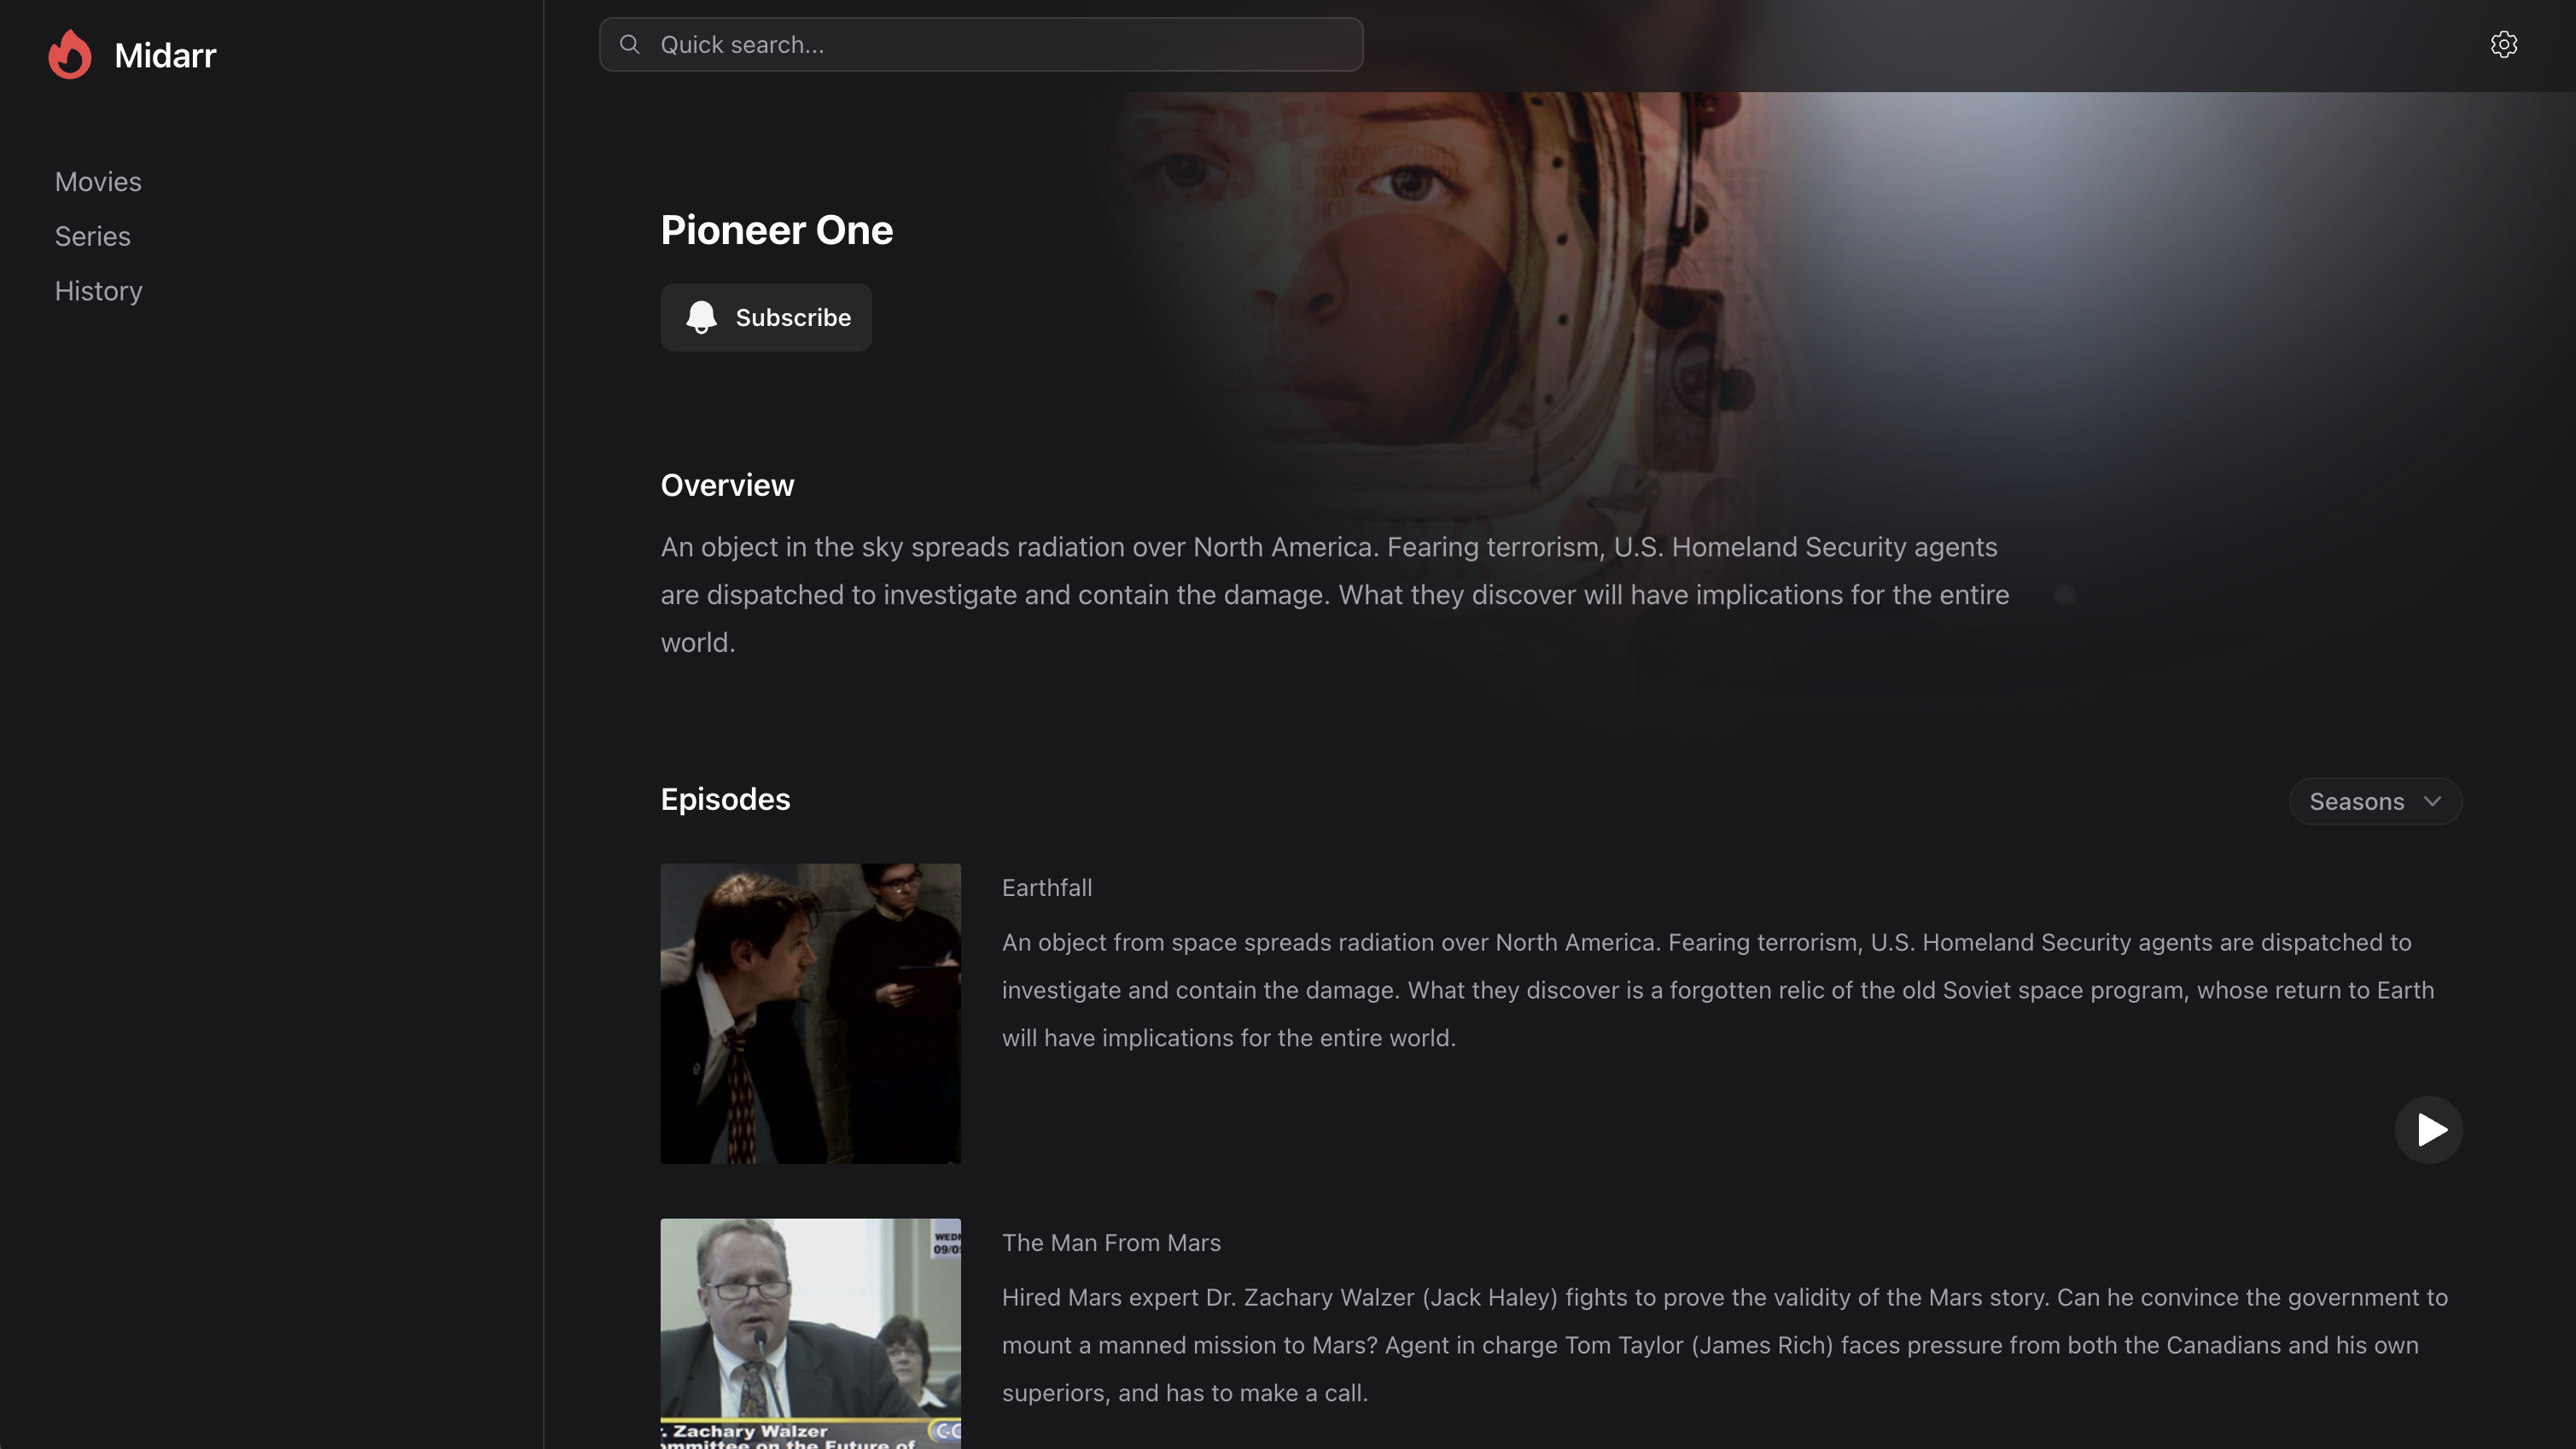 Midarr
Quick search...
Movies
Series
History
Pioneer One
Subscribe
Overview
An object in the sky spreads radiation over North America. Fearing terrorism, U.S. Homeland Security agents
are dispatched to investigate and contain the damage. What they discover will have implications for the entire
world.
Episodes
Seasons
Earthfall
An object from space spreads radiation over North America. Fearing terrorism, U.S. Homeland Security agents are dispatched to
investigate and contain the damage. What they discover is a forgotten relic of the old Soviet space program, whose return to Earth
will have implications for the entire world.
The Man From Mars
Hired Mars expert Dr. Zachary Walzer (Jack Haley) fights to prove the validity of the Mars story. Can he convince the government to
mount a manned mission to Mars? Agent in charge Tom Taylor (James Rich) faces pressure from both the Canadians and his own
superiors, and has to make a call.
WED
09/0
. Zachary Walzer
ommittee on the Future of